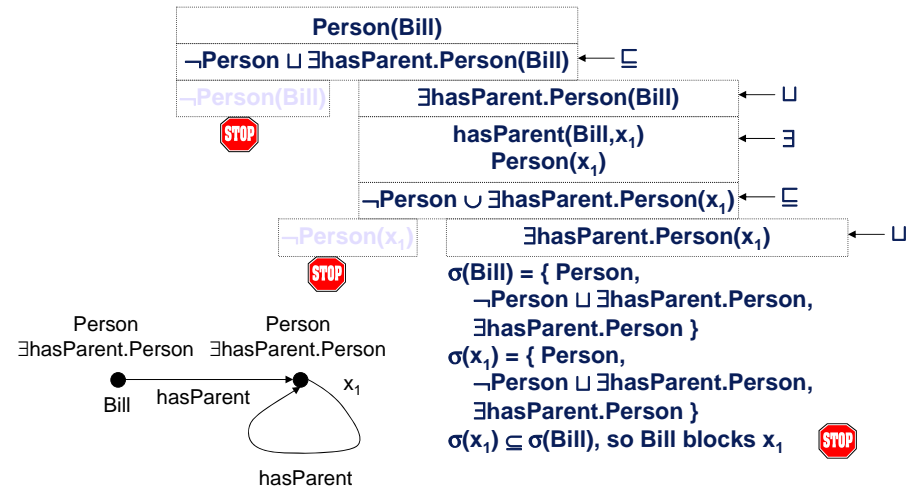 Person(Bill)
¬Person ⊔ ∃hasParent.Person(Bill) ⊑
¬Person(Bill) ∃hasParent.Person(Bill) ⊔
STOP
hasParent(Bill,x₁) ∃
Person(x₁)
¬Person ∪ ∃hasParent.Person(x₁) ⊑
¬Person(x₁) ∃hasParent.Person(x₁) ⊔
STOP
σ(Bill) = { Person,
¬Person ⊔ ∃hasParent.Person,
∃hasParent.Person }
σ(x₁) = { Person,
¬Person ⊔ ∃hasParent.Person,
∃hasParent.Person }
σ(x₁) ⊆ σ(Bill), so Bill blocks x₁ STOP
Person Person
∃hasParent.Person ∃hasParent.Person
Bill hasParent x₁
hasParent